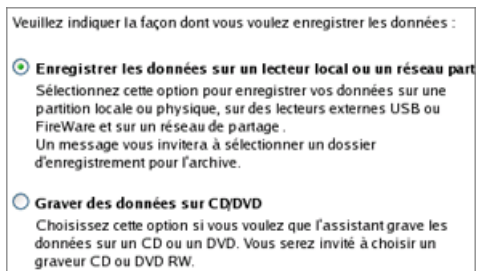 Veuillez indiquer la façon dont vous voulez enregistrer les données :
Enregistrer les données sur un lecteur local ou un réseau part
Sélectionnez cette option pour enregistrer vos données sur une
partition locale ou physique, sur des lecteurs externes USB ou
FireWare et sur un réseau de partage .
Un message vous invitera à sélectionner un dossier
d'enregistrement pour l'archive.
Graver des données sur CD/DVD
Choisissez cette option si vous voulez que l'assistant grave les
données sur un CD ou un DVD. Vous serez invité à choisir un
graveur CD ou DVD RW.